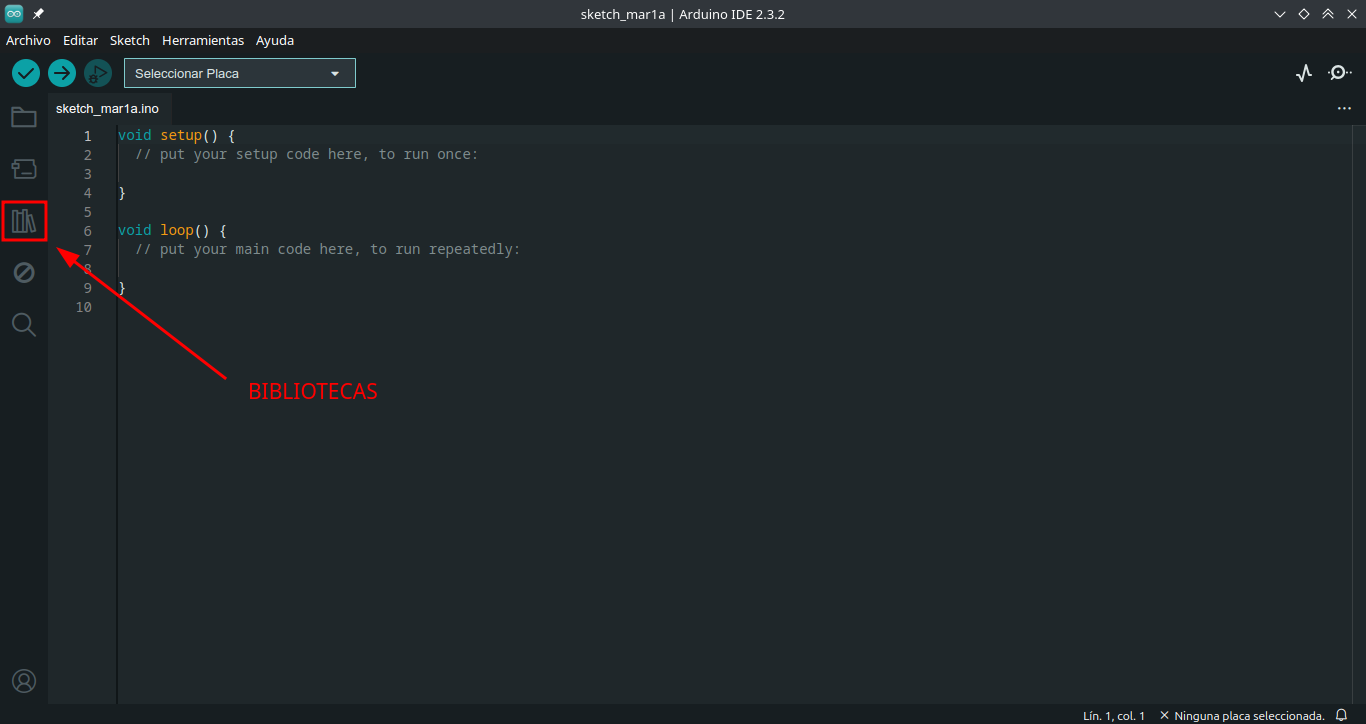 sketch_mar1a | Arduino IDE 2.3.2
Archivo Editar Sketch Herramientas Ayuda
Seleccionar Placa
sketch_mar1a.ino
1 void setup() {
2 // put your setup code here, to run once:
3
4 }
5
6 void loop() {
7 // put your main code here, to run repeatedly:
8
9 }
10
BIBLIOTECAS
Lín. 1, col. 1 Ninguna placa seleccionada.